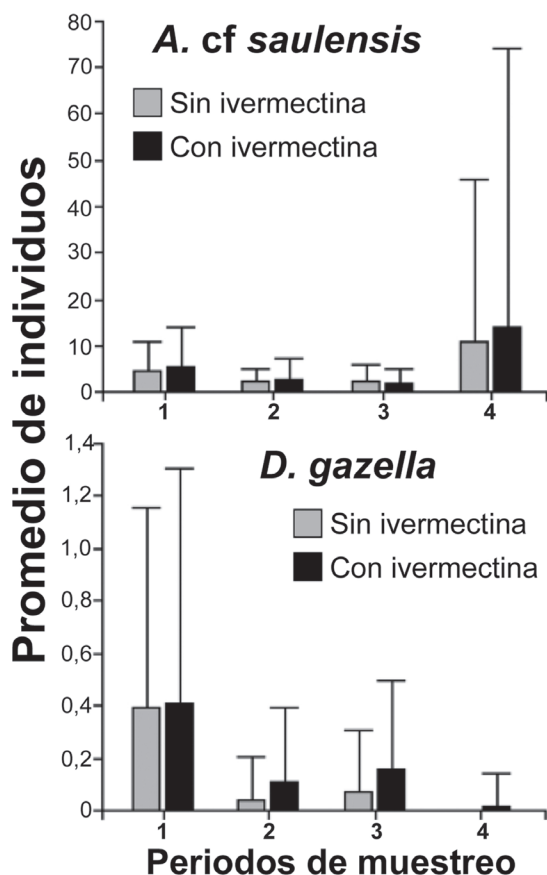 Promedio de individuos
A. cf saulensis
Sin ivermectina
Con ivermectina
80
70
60
50
40
30
20
10
0
1 2 3 4
D. gazella
Sin ivermectina
Con ivermectina
1,4
1,2
1,0
0,8
0,6
0,4
0,2
0
1 2 3 4
Periodos de muestreo